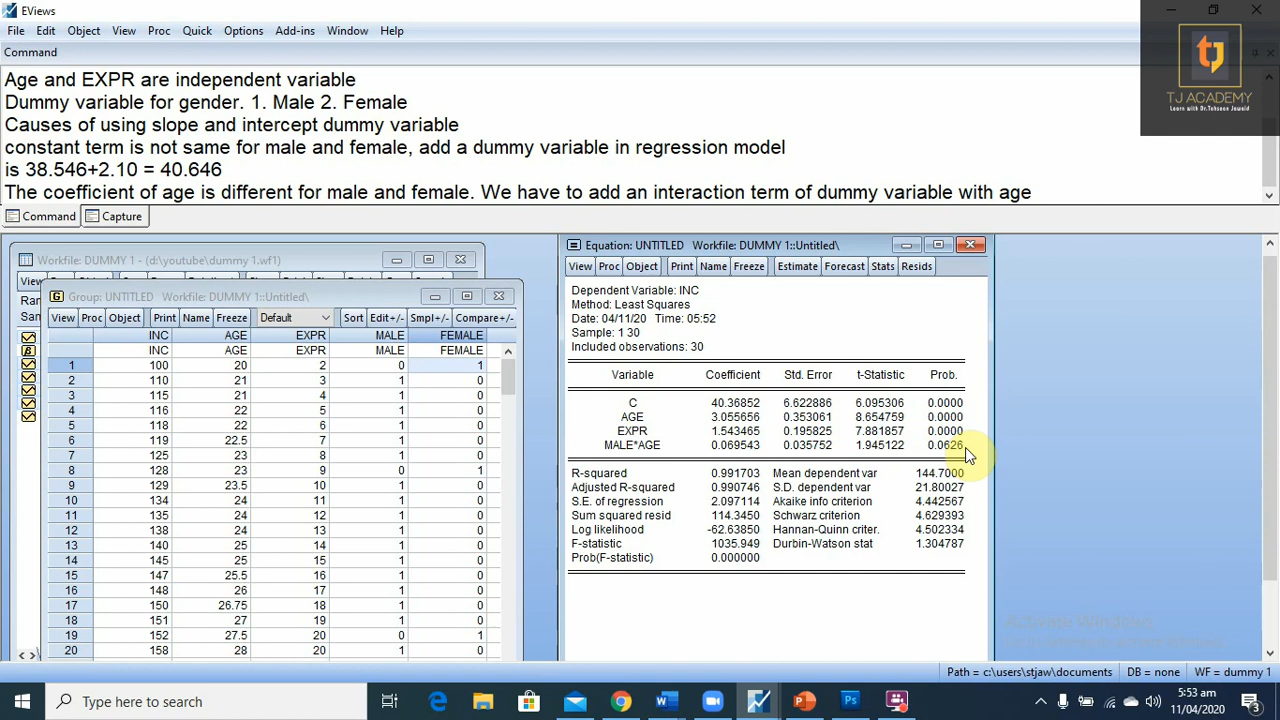 EViews
File Edit Object View Proc Quick Options Add-ins Window Help
Command
Age and EXPR are independent variable
Dummy variable for gender. 1. Male 2. Female
Causes of using slope and intercept dummy variable
constant term is not same for male and female, add a dummy variable in regression model
is 38.546+2.10 = 40.646
The coefficient of age is different for male and female. We have to add an interaction term of dummy variable with age
TJ ACADEMY
Learn with Dr.Tehseen Jawaid
Command Capture
Workfile: DUMMY 1 - (d:\youtube\dummy 1.wf1)
View
Ran
Sam
Group: UNTITLED Workfile: DUMMY 1::Untitled\
View Proc Object Print Name Freeze Default Sort Edit+/- Smpl+/- Compare+/-
INC AGE EXPR MALE FEMALE
INC AGE EXPR MALE FEMALE
1 100 20 2 0 1
2 110 21 3 1 0
3 115 21 4 1 0
4 116 22 5 1 0
5 118 22 6 1 0
6 119 22.5 7 1 0
7 125 23 8 1 0
8 128 23 9 0 1
9 129 23.5 10 1 0
10 134 24 11 1 0
11 135 24 12 1 0
12 138 24 13 1 0
13 140 25 14 1 0
14 145 25 15 1 0
15 147 25.5 16 1 0
16 148 26 17 1 0
17 150 26.75 18 1 0
18 151 27 19 1 0
19 152 27.5 20 0 1
20 158 28 20 1 0
Equation: UNTITLED Workfile: DUMMY 1::Untitled\
View Proc Object Print Name Freeze Estimate Forecast Stats Resids
Dependent Variable: INC
Method: Least Squares
Date: 04/11/20 Time: 05:52
Sample: 1 30
Included observations: 30
Variable Coefficient Std. Error t-Statistic Prob.
C 40.36852 6.622886 6.095306 0.0000
AGE 3.055656 0.353061 8.654759 0.0000
EXPR 1.543465 0.195825 7.881857 0.0000
MALE*AGE 0.069543 0.035752 1.945122 0.0626
R-squared 0.991703 Mean dependent var 144.7000
Adjusted R-squared 0.990746 S.D. dependent var 21.80027
S.E. of regression 2.097114 Akaike info criterion 4.442567
Sum squared resid 114.3450 Schwarz criterion 4.629393
Log likelihood -62.63850 Hannan-Quinn criter. 4.502334
F-statistic 1035.949 Durbin-Watson stat 1.304787
Prob(F-statistic) 0.000000
Activate Windows
Path = c:\users\stjaw\documents DB = none WF = dummy 1
Type here to search
5:53 am
11/04/2020
3